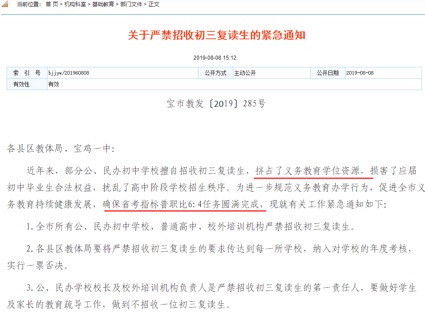 当前位置: 首 页 » 机构科室 » 基础教育 » 部门文件 » 正文
关于严禁招收初三复读生的紧急通知
2019-08-08 15:12
索 引 号 bjjyw/201960808 公开方式 主动公开 公开日期 2019-08-08
有效性 有效
宝市教发〔2019〕285号
各县区教体局、宝鸡一中:
近年来，部分公、民办初中学校擅自招收初三复读生，挤占了义务教育学位资源，损害了应届
初中毕业生合法权益，扰乱了高中阶段学校招生秩序。为进一步规范义务教育办学行为，促进全市义
务教育持续健康发展，确保省考指标普职比6:4任务圆满完成，现就有关工作紧急通知如下:
1.全市所有公、民办初中学校、普通高中、校外培训机构严禁招收初三复读生。
2.各县区教体局要将严禁招收初三复读生的要求传达到每一所学校，纳入对学校的年度考核，
实行一票否决。
3.公、民办学校校长及校外培训机构负责人是严禁招收初三复读生的第一责任人，要做好学生
及家长的教育疏导工作，做到不招收一位初三复读生。